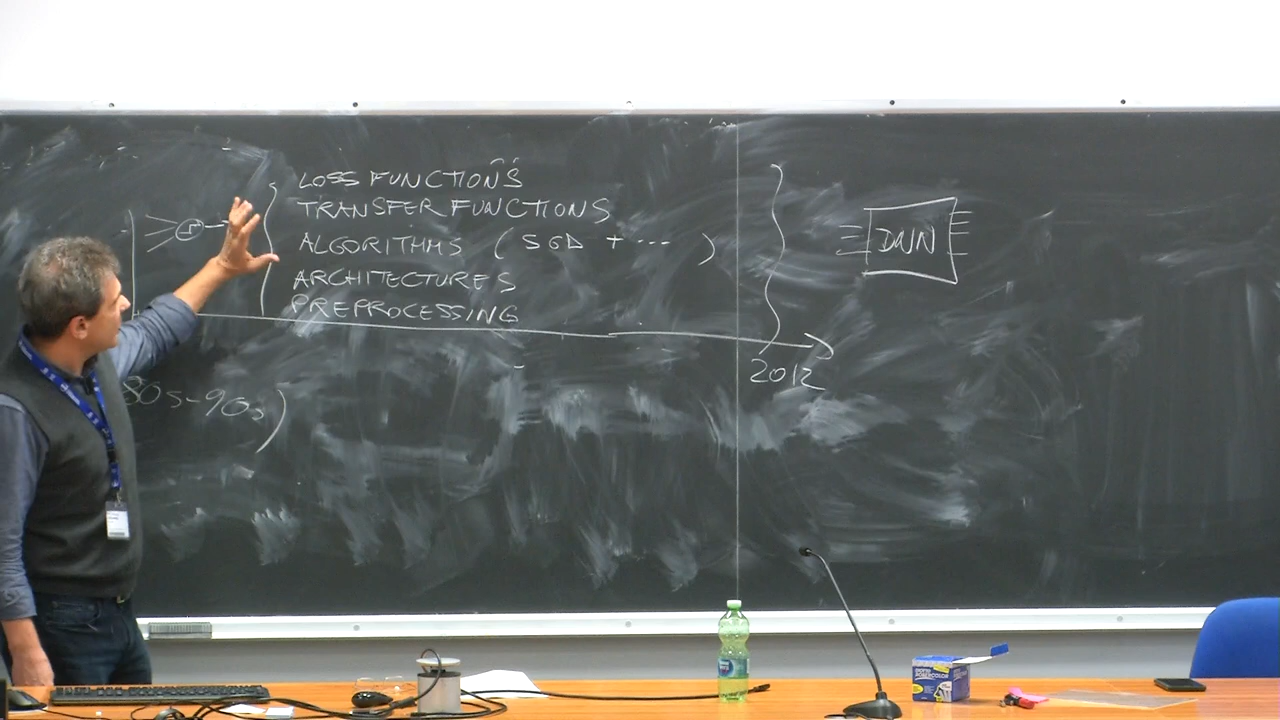 LOSS FUNCTIONS
TRANSFER FUNCTIONS
ALGORITHMS (SGD + ... )
ARCHITECTURES
PREPROCESSING
DNN
2012
80s-90s)